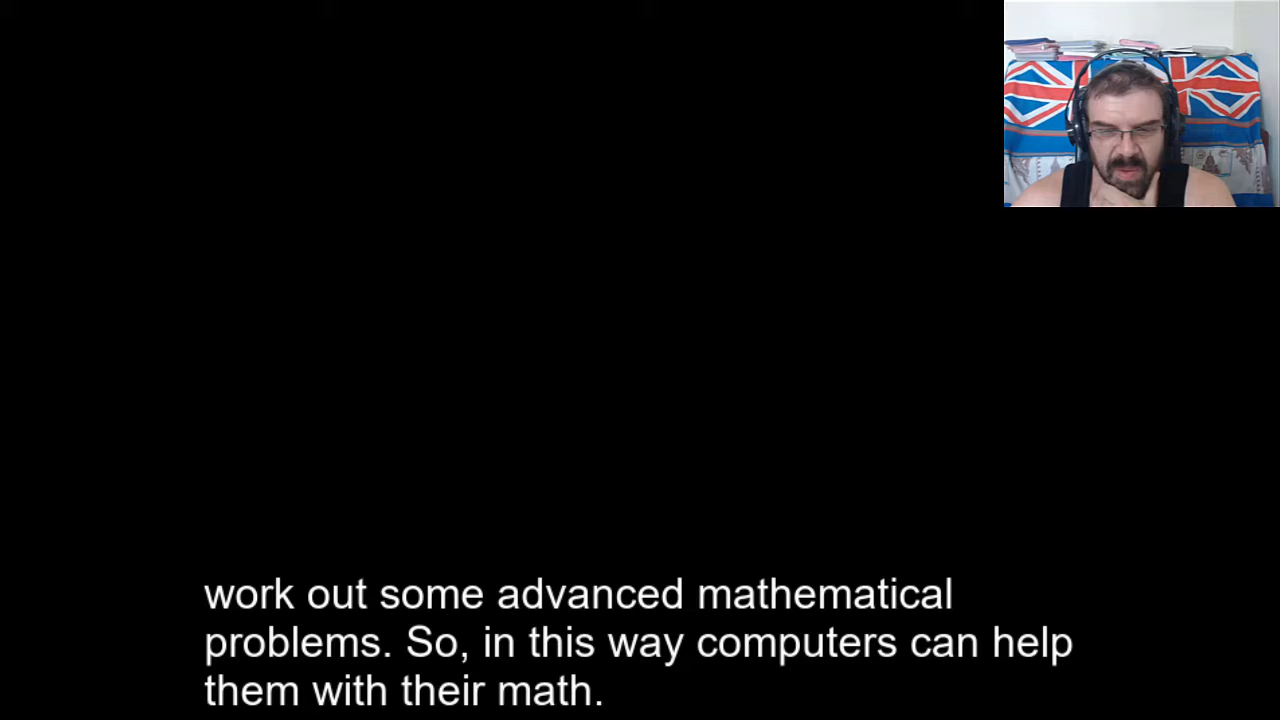 work out some advanced mathematical
problems. So, in this way computers can help
them with their math.